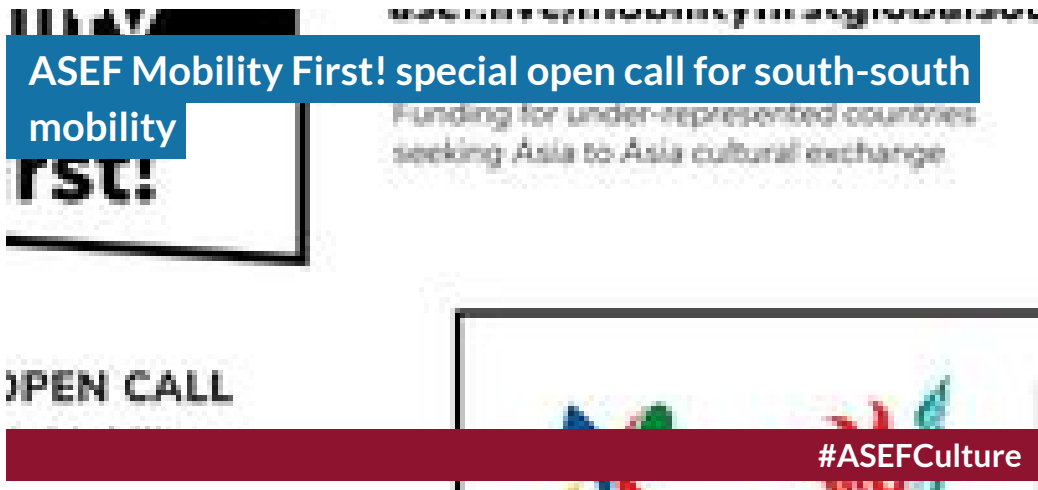 ASEF Mobility First! special open call for south-south
mobility
Funding for under-represented countries
seeking Asia to Asia cultural exchange
rst!
OPEN CALL
#ASEFCulture